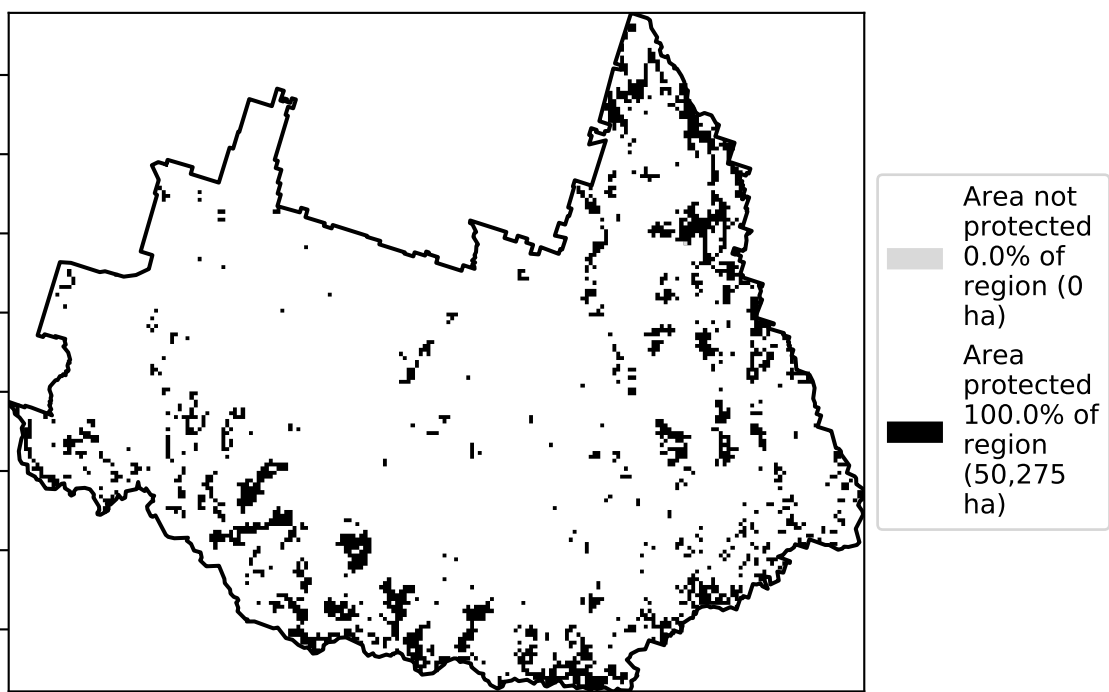 Area not
protected
0.0% of
region (0
ha)
Area
protected
100.0% of
region
(50,275
ha)